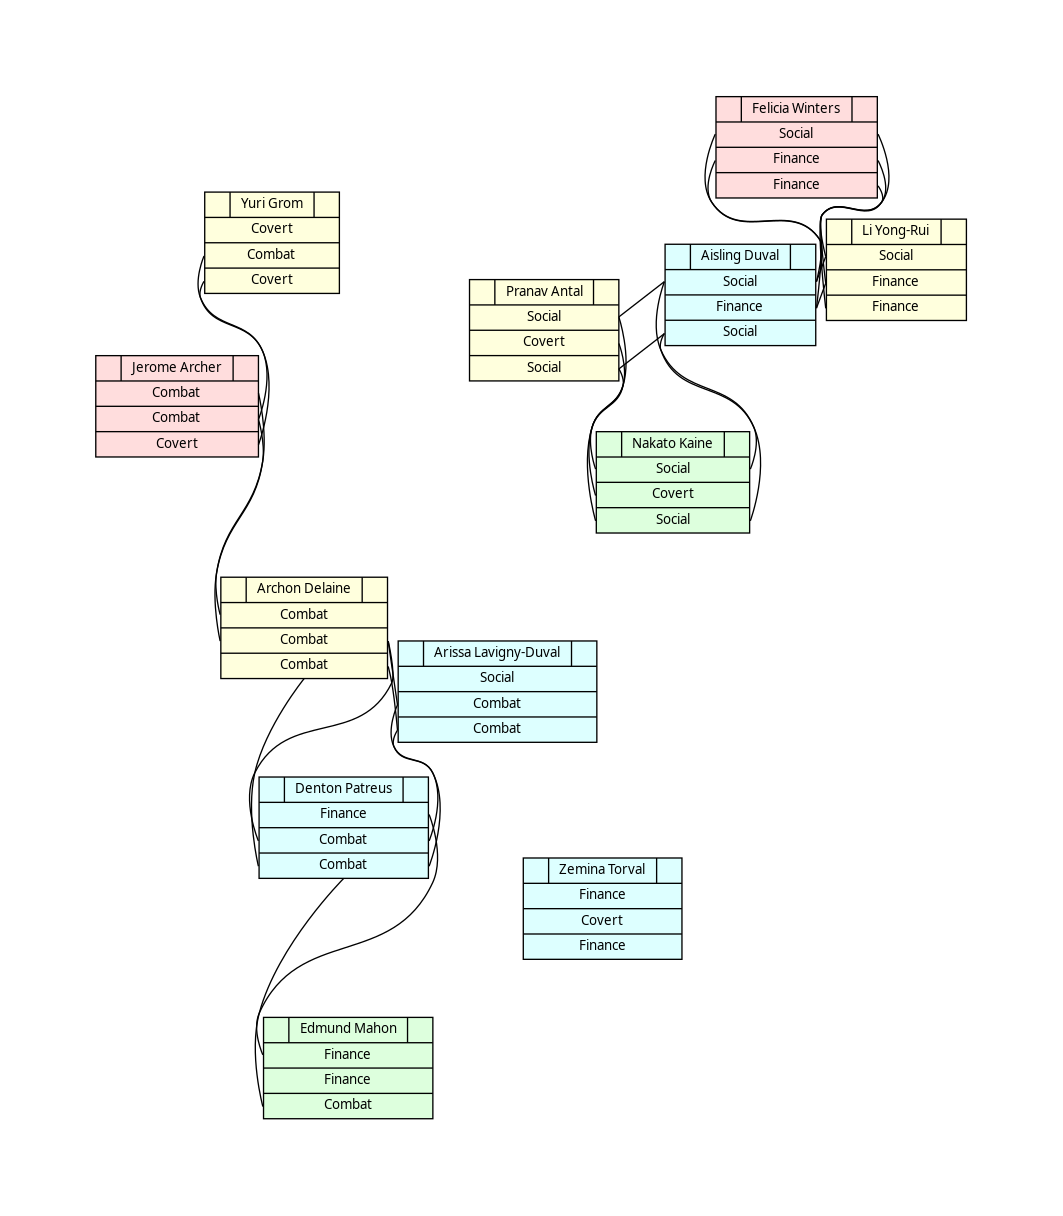 Felicia Winters
Social
Finance
Finance
Yuri Grom
Covert
Combat
Covert
Li Yong-Rui
Social
Finance
Finance
Aisling Duval
Social
Finance
Social
Pranav Antal
Social
Covert
Social
Jerome Archer
Combat
Combat
Covert
Nakato Kaine
Social
Covert
Social
Archon Delaine
Combat
Combat
Combat
Arissa Lavigny-Duval
Social
Combat
Combat
Denton Patreus
Finance
Combat
Combat
Zemina Torval
Finance
Covert
Finance
Edmund Mahon
Finance
Finance
Combat